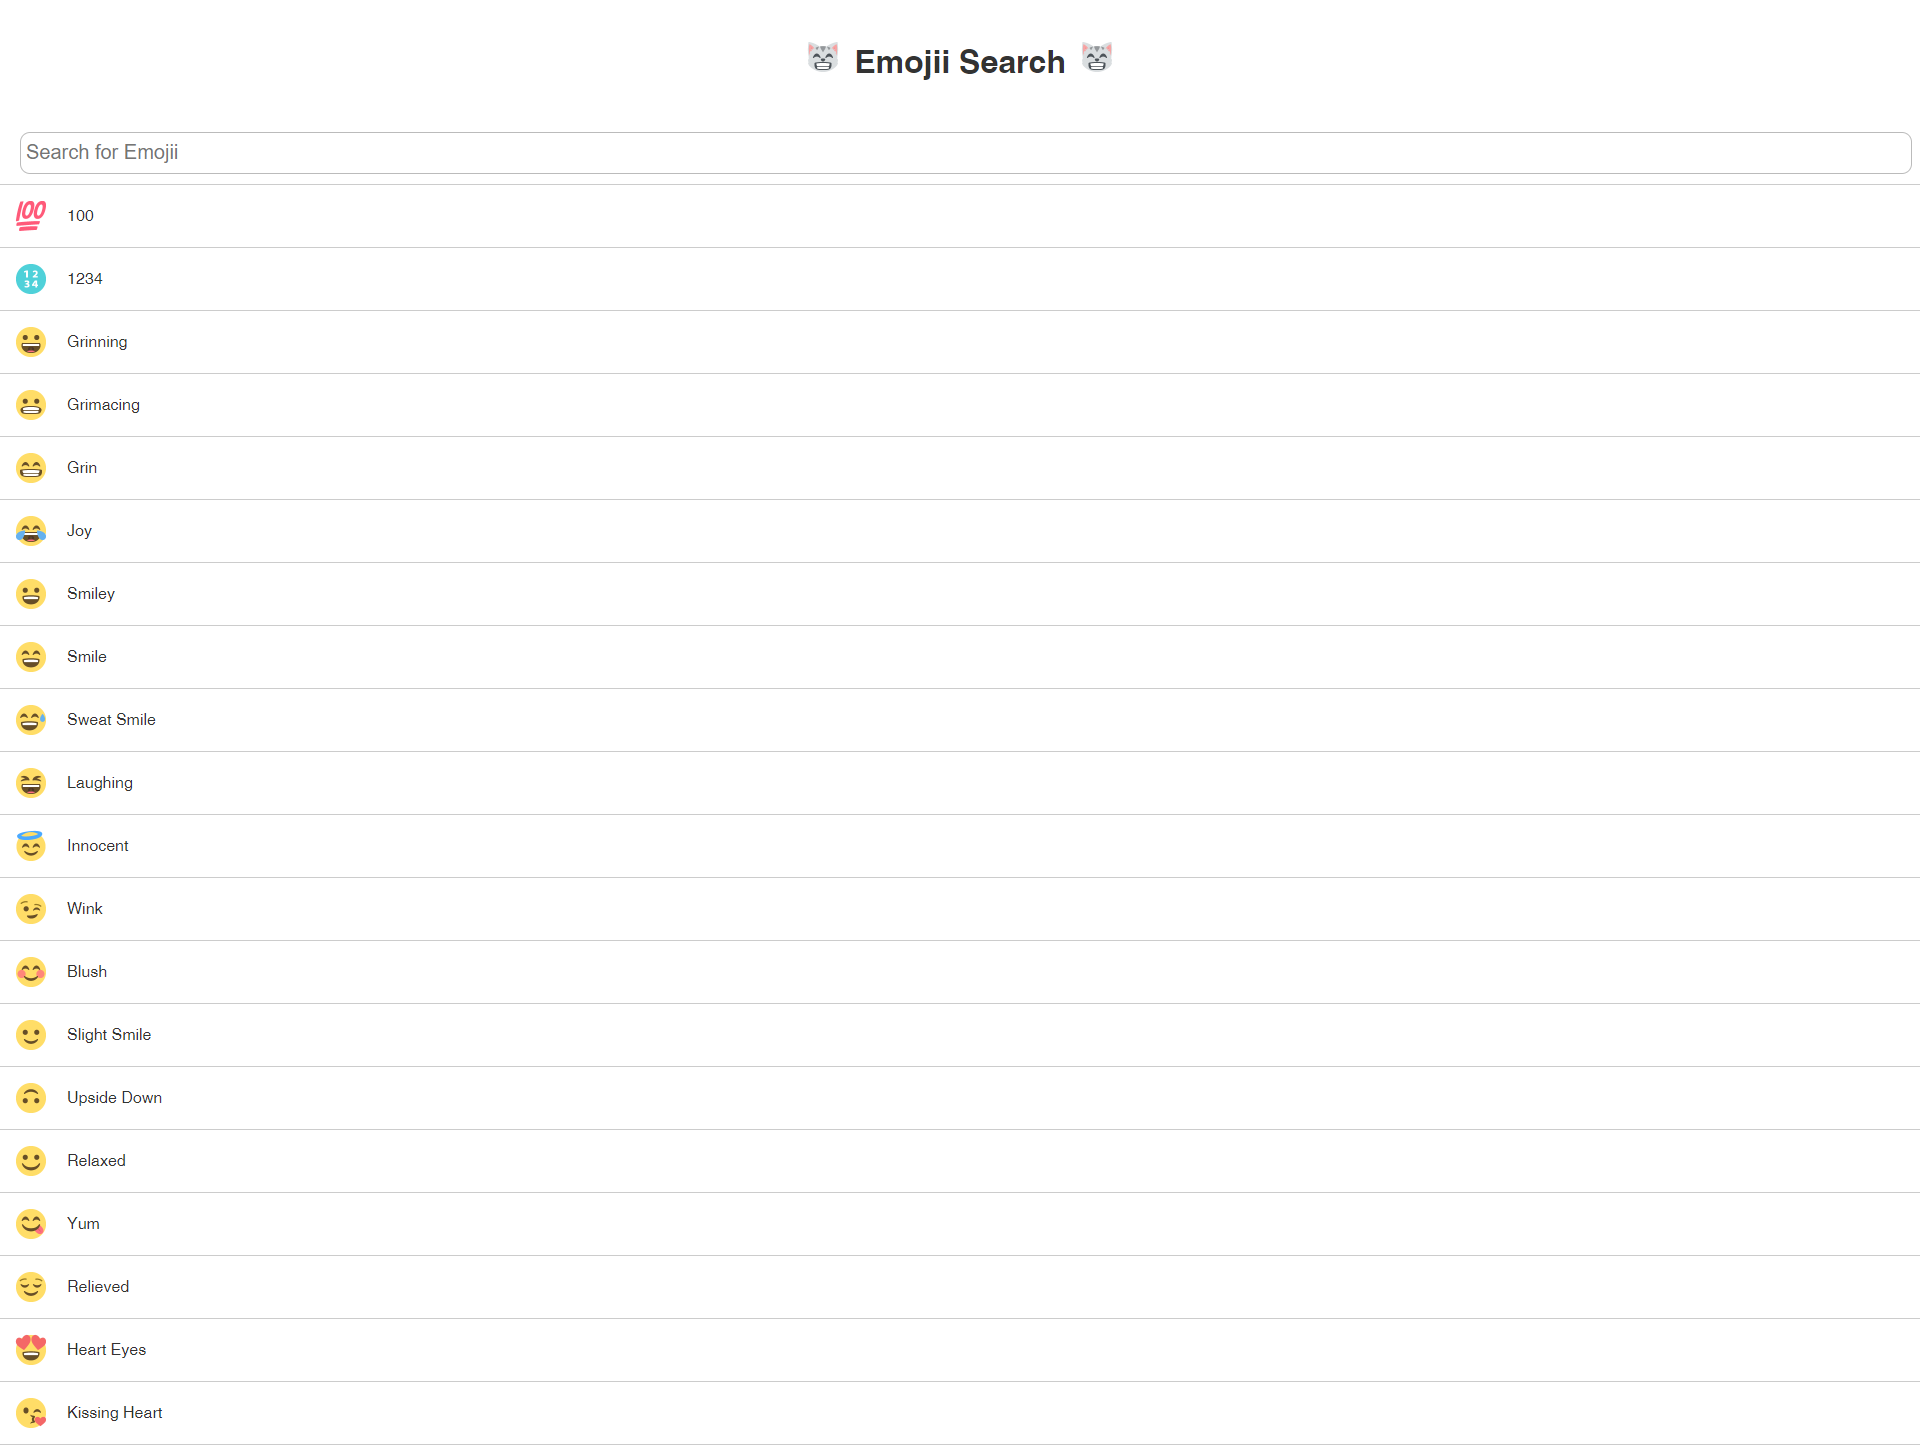 Emojii Search
Search for Emojii
100
1234
Grinning
Grimacing
Grin
Joy
Smiley
Smile
Sweat Smile
Laughing
Innocent
Wink
Blush
Slight Smile
Upside Down
Relaxed
Yum
Relieved
Heart Eyes
Kissing Heart